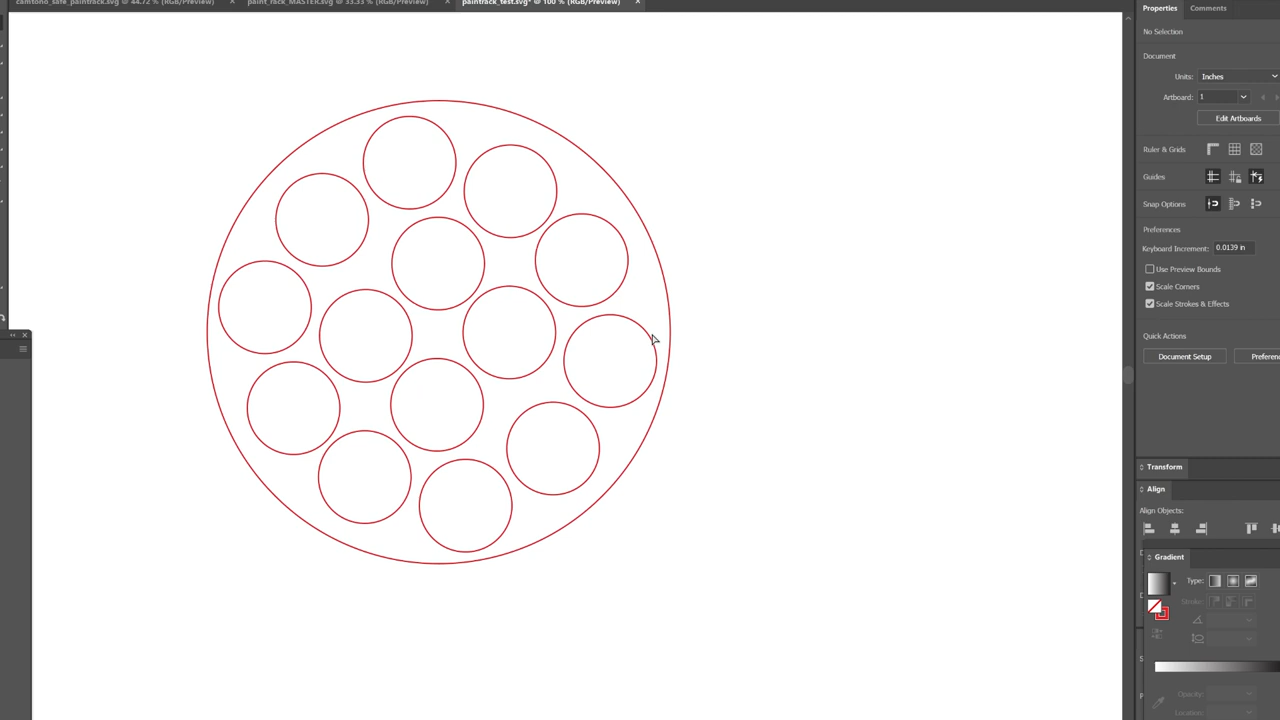 camtono_safe_paintrack.svg @ 44.72 % (RGB/Preview)
paint_rack_MASTER.svg @ 33.33 % (RGB/Preview)
paintrack_test.svg* @ 100 % (RGB/Preview)
Properties
Comments
No Selection
Document
Units:
Inches
Artboard:
1
Edit Artboards
Ruler & Grids
Guides
Snap Options
Preferences
Keyboard Increment:
0.0139 in
Use Preview Bounds
Scale Corners
Scale Strokes & Effects
Quick Actions
Document Setup
Preferenc
Transform
Align
Align Objects:
Gradient
Type:
Stroke:
Opacity:
Location: